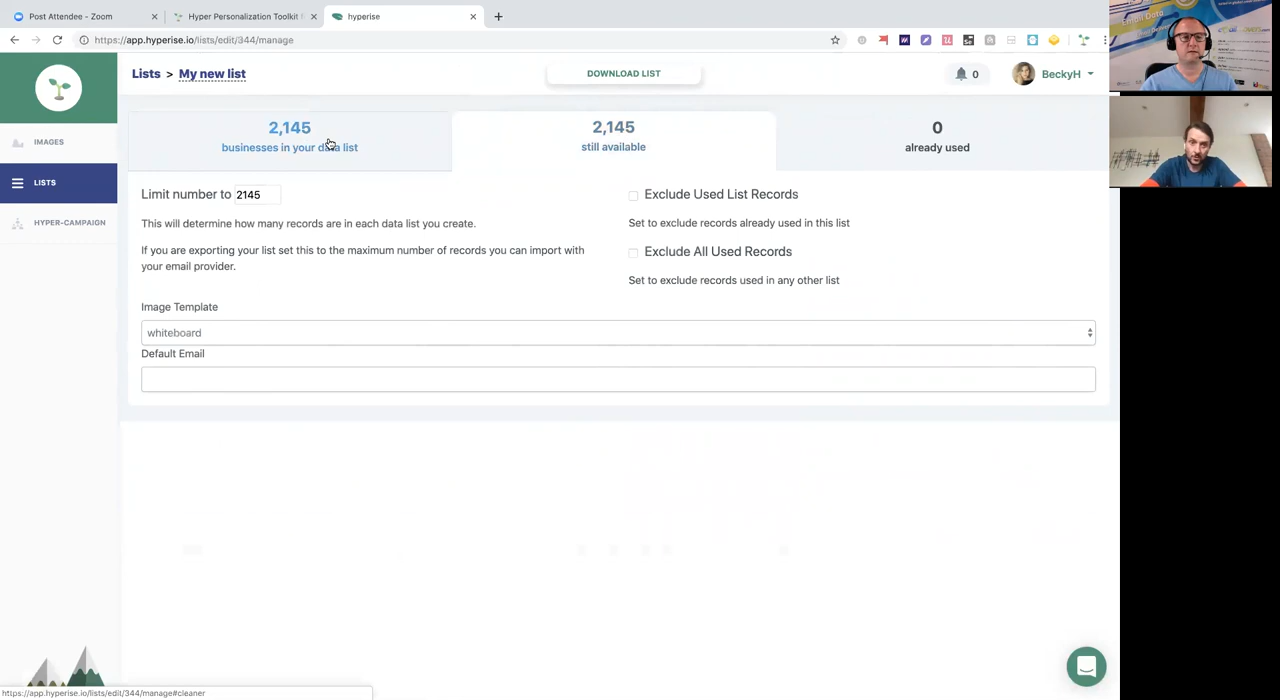 Post Attendee - Zoom
Hyper Personalization Toolkit f
hyperise
https://app.hyperise.io/lists/edit/344/manage
Lists > My new list
DOWNLOAD LIST
0
BeckyH
IMAGES
LISTS
HYPER-CAMPAIGN
2,145
businesses in your data list
2,145
still available
0
already used
Limit number to 2145
This will determine how many records are in each data list you create.
If you are exporting your list set this to the maximum number of records you can import with
your email provider.
Exclude Used List Records
Set to exclude records already used in this list
Exclude All Used Records
Set to exclude records used in any other list
Image Template
whiteboard
Default Email
https://app.hyperise.io/lists/edit/344/manage#cleaner
Email Data